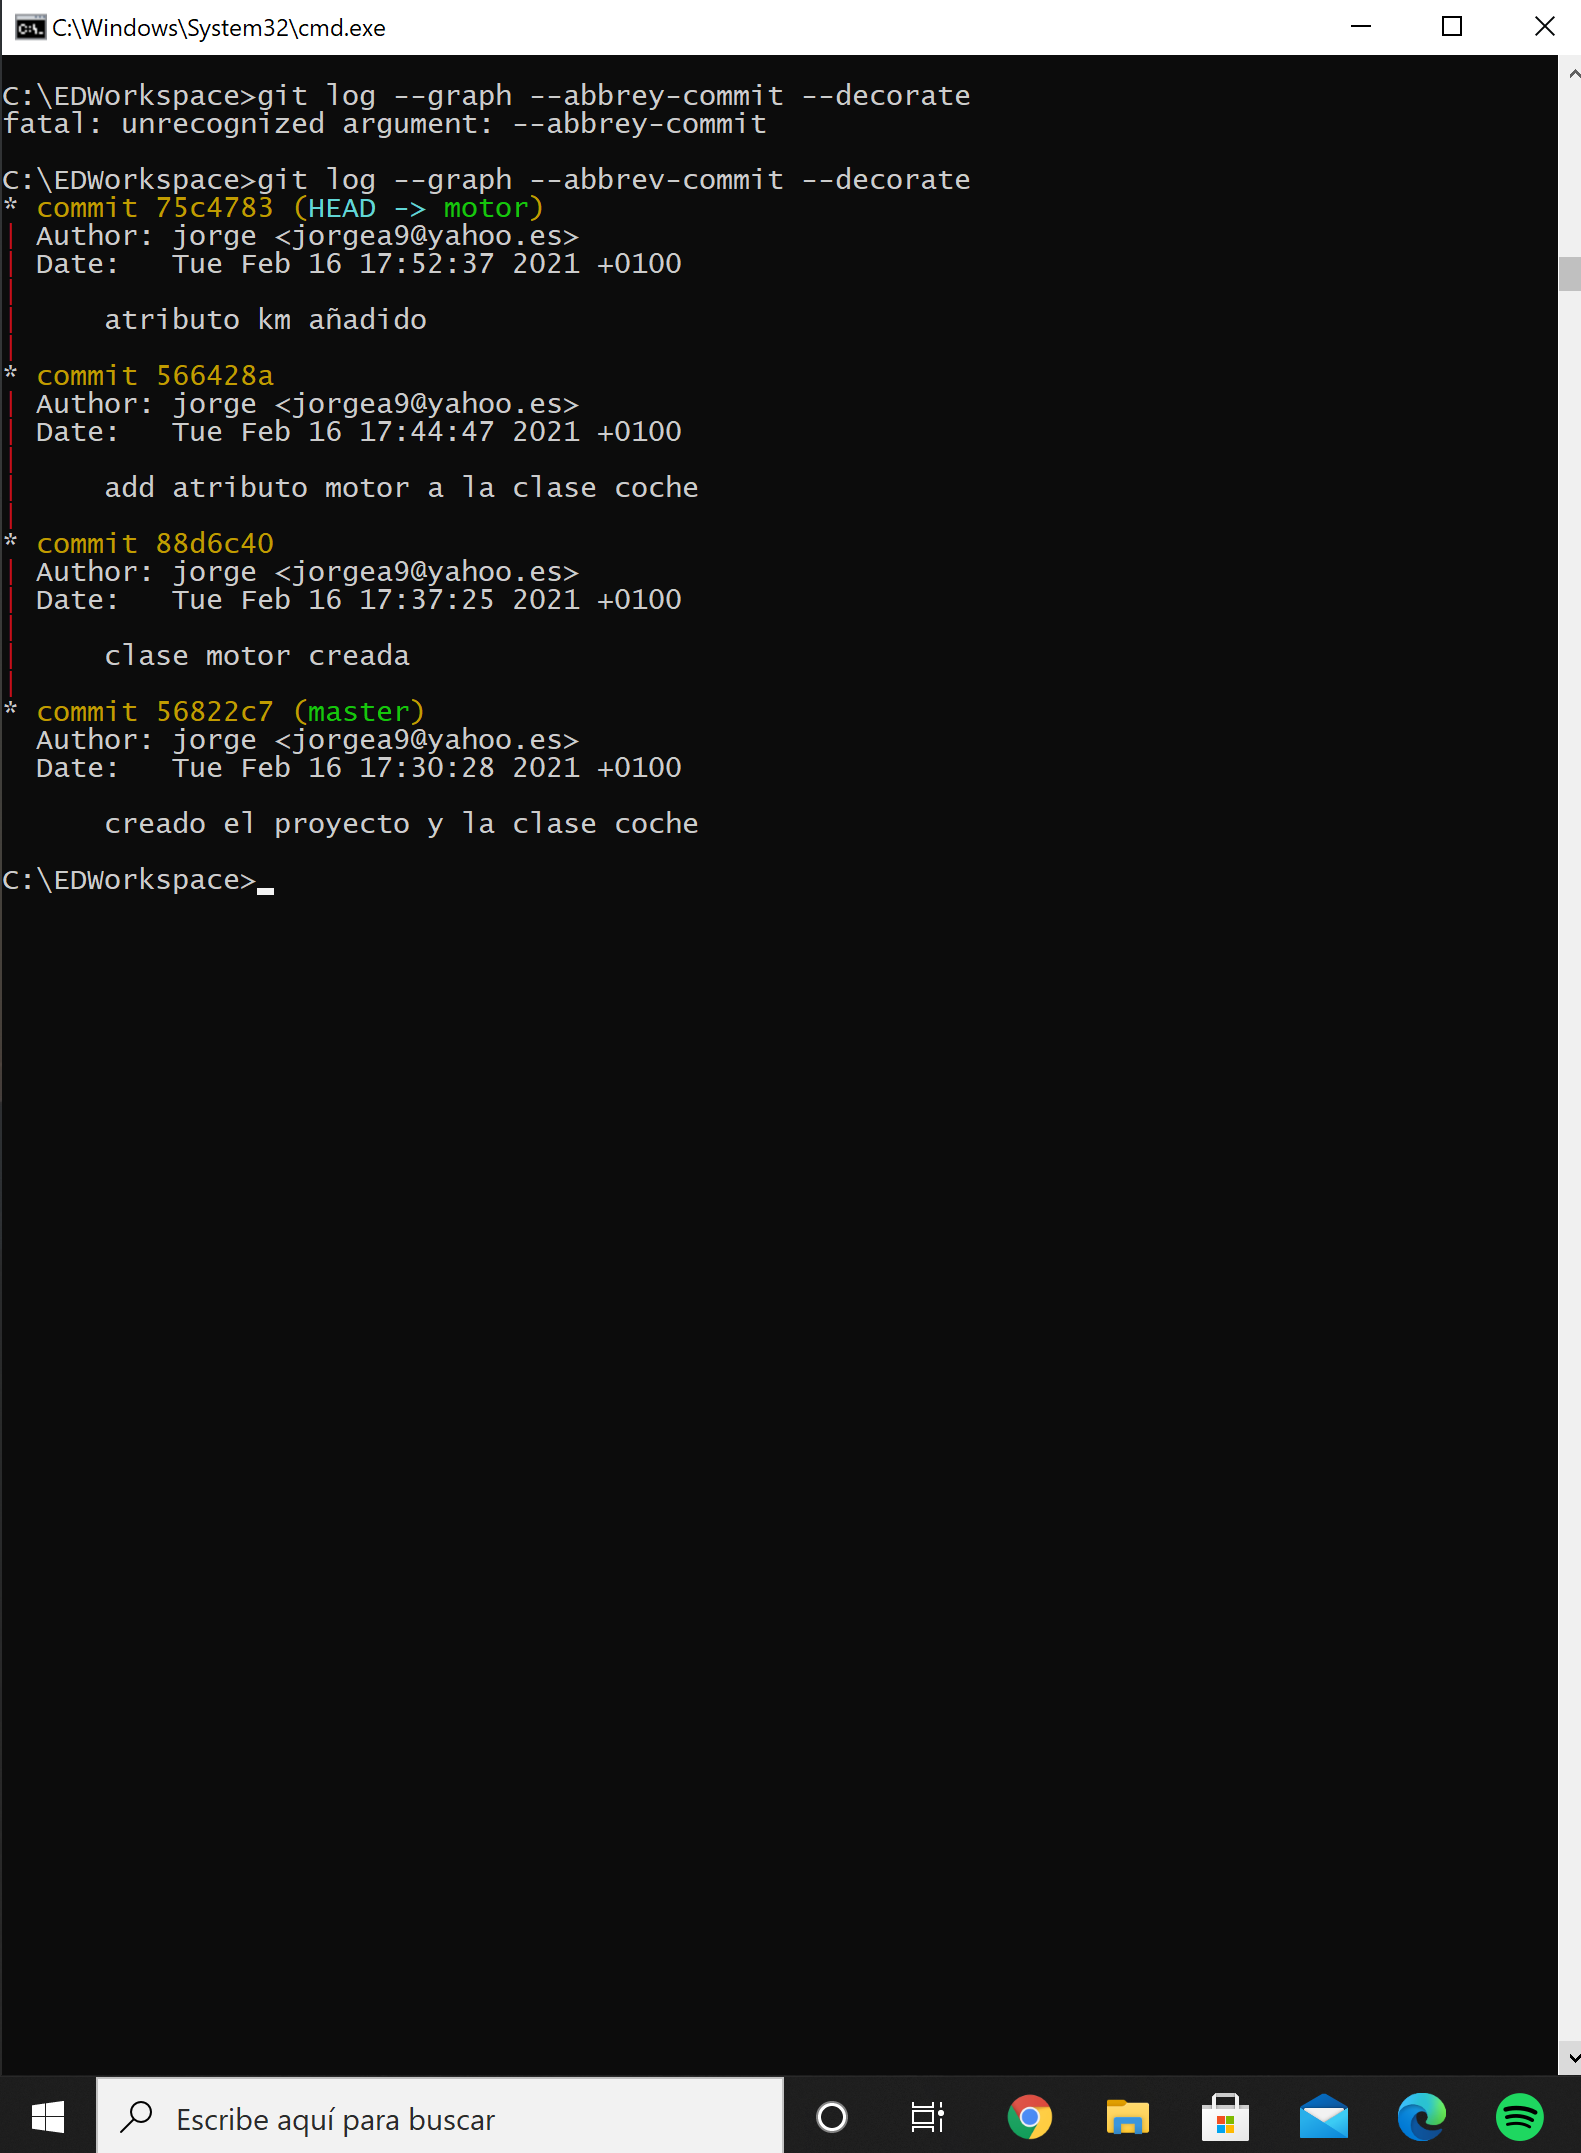 C:\Windows\System32\cmd.exe
C:\EDWorkspace>git log --graph --abbrey-commit --decorate
fatal: unrecognized argument: --abbrey-commit
C:\EDWorkspace>git log --graph --abbrev-commit --decorate
* commit 75c4783 (HEAD -> motor)
| Author: jorge <jorgea9@yahoo.es>
| Date:   Tue Feb 16 17:52:37 2021 +0100
|
|     atributo km añadido
|
* commit 566428a
| Author: jorge <jorgea9@yahoo.es>
| Date:   Tue Feb 16 17:44:47 2021 +0100
|
|     add atributo motor a la clase coche
|
* commit 88d6c40
| Author: jorge <jorgea9@yahoo.es>
| Date:   Tue Feb 16 17:37:25 2021 +0100
|
|     clase motor creada
|
* commit 56822c7 (master)
  Author: jorge <jorgea9@yahoo.es>
  Date:   Tue Feb 16 17:30:28 2021 +0100
      creado el proyecto y la clase coche
C:\EDWorkspace>_
Escribe aquí para buscar